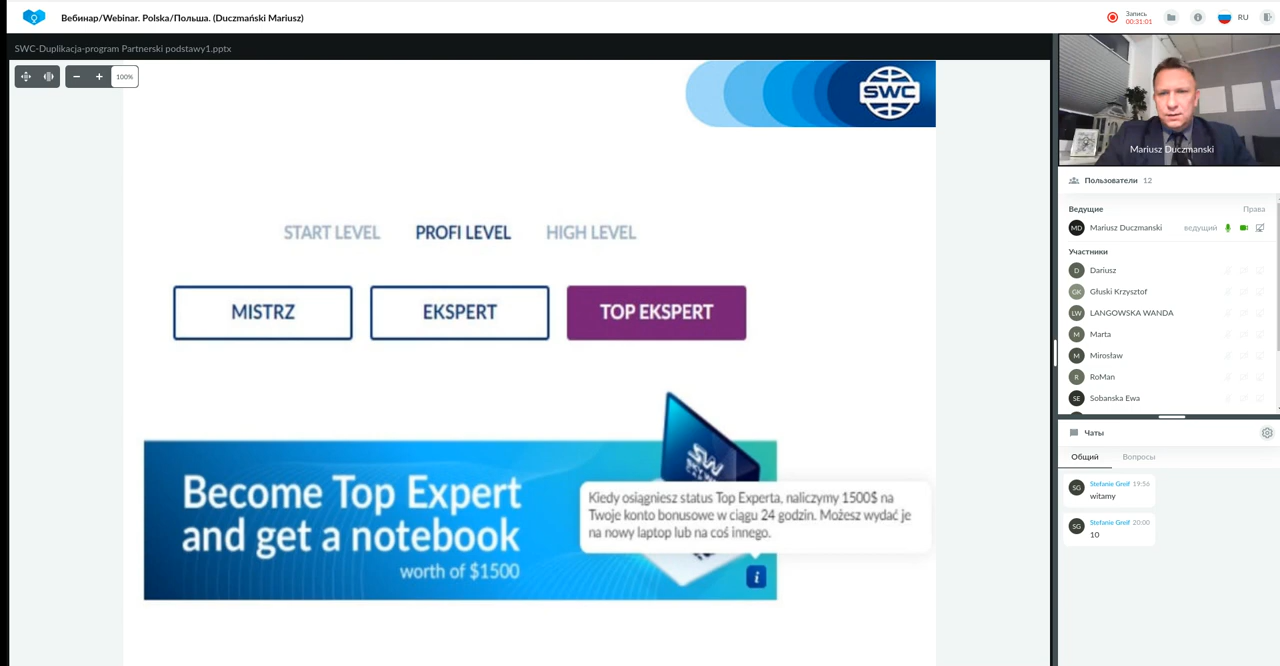 Вебинар/Webinar. Polska/Польша. (Duczmański Mariusz)
Запись
00:31:01
RU
SWC-Duplikacja-program Partnerski podstawy1.pptx
100%
SWC
START LEVEL PROFI LEVEL HIGH LEVEL
MISTRZ EKSPERT TOP EKSPERT
Become Top Expert
and get a notebook
worth of $1500
Kiedy osiągniesz status Top Experta, naliczymy 1500$ na
Twoje konto bonusowe w ciągu 24 godzin. Możesz wydać je
na nowy laptop lub na coś innego.
i
Mariusz Duczmanski
Пользователи 12
Ведущие Права
MD Mariusz Duczmanski ведущий
Участники
D Dariusz
GK Głuski Krzysztof
LW LANGOWSKA WANDA
M Marta
M Mirosław
R RoMan
SE Sobanska Ewa
Чаты
Общий Вопросы
SG Stefanie Greif 19:56
witamy
SG Stefanie Greif 20:00
10